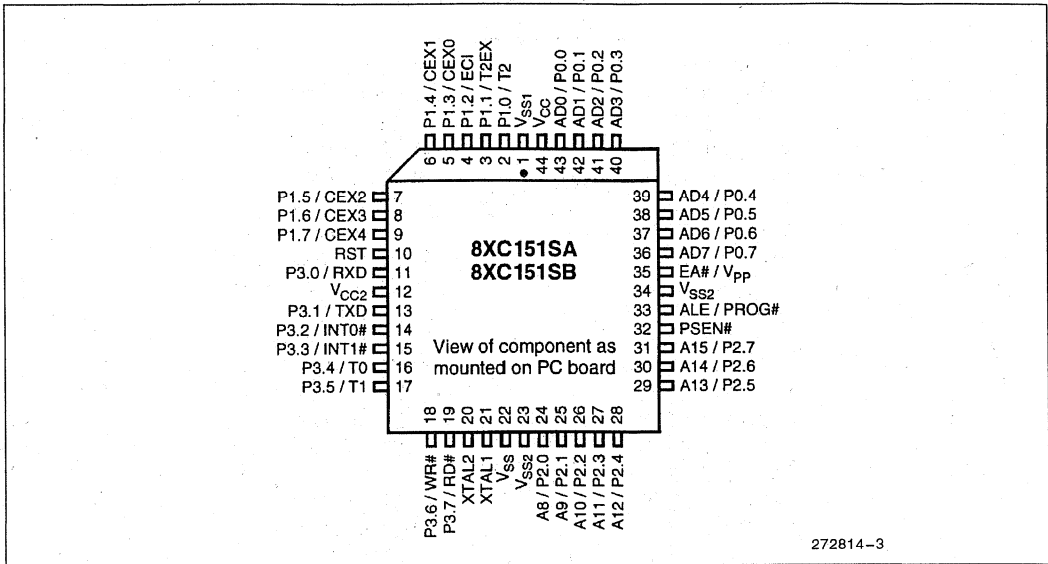 P1.4 / CEX1
P1.3 / CEX0
P1.2 / ECI
P1.1 / T2EX
P1.0 / T2
VSS1
VCC
AD0 / P0.0
AD1 / P0.1
AD2 / P0.2
AD3 / P0.3
6 5 4 3 2 1 44 43 42 41 40
P1.5 / CEX2 7
P1.6 / CEX3 8
P1.7 / CEX4 9
RST 10
P3.0 / RXD 11
VCC2 12
P3.1 / TXD 13
P3.2 / INT0# 14
P3.3 / INT1# 15
P3.4 / T0 16
P3.5 / T1 17
8XC151SA
8XC151SB
View of component as
mounted on PC board
39 AD4 / P0.4
38 AD5 / P0.5
37 AD6 / P0.6
36 AD7 / P0.7
35 EA# / VPP
34 VSS2
33 ALE / PROG#
32 PSEN#
31 A15 / P2.7
30 A14 / P2.6
29 A13 / P2.5
18 19 20 21 22 23 24 25 26 27 28
P3.6 / WR#
P3.7 / RD#
XTAL2
XTAL1
VSS
VSS2
A8 / P2.0
A9 / P2.1
A10 / P2.2
A11 / P2.3
A12 / P2.4
272814-3